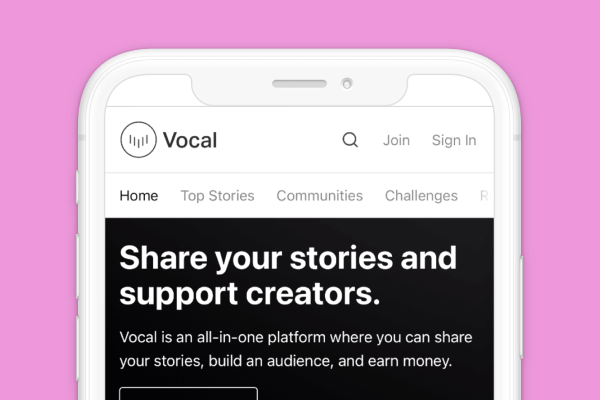 Vocal
Join Sign In
Home Top Stories Communities Challenges
Share your stories and
support creators.
Vocal is an all-in-one platform where you can share
your stories, build an audience, and earn money.